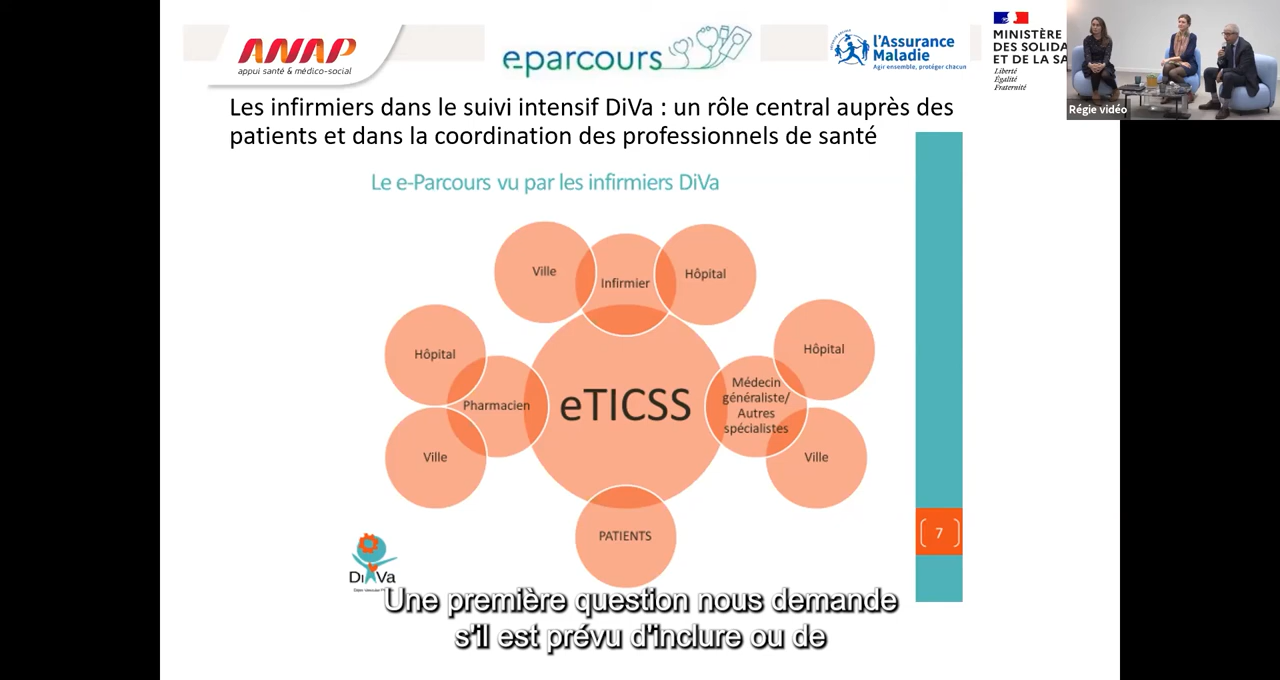 ANAP
appui santé & médico-social
e-parcours
l'Assurance
Maladie
Agir ensemble, protéger chacun
MINISTÈRE
DES SOLIDA
ET DE LA SA
Liberté
Égalité
Fraternité
Régie vidéo
Les infirmiers dans le suivi intensif DiVa : un rôle central auprès des
patients et dans la coordination des professionnels de santé
Le e-Parcours vu par les infirmiers DiVa
Ville
Infirmier
Hôpital
Hôpital
Pharmacien
Ville
eTICSS
Médecin
généraliste/
Autres
spécialistes
Hôpital
Ville
PATIENTS
7
DiVa
Une première question nous demande
s'il est prévu d'inclure ou de